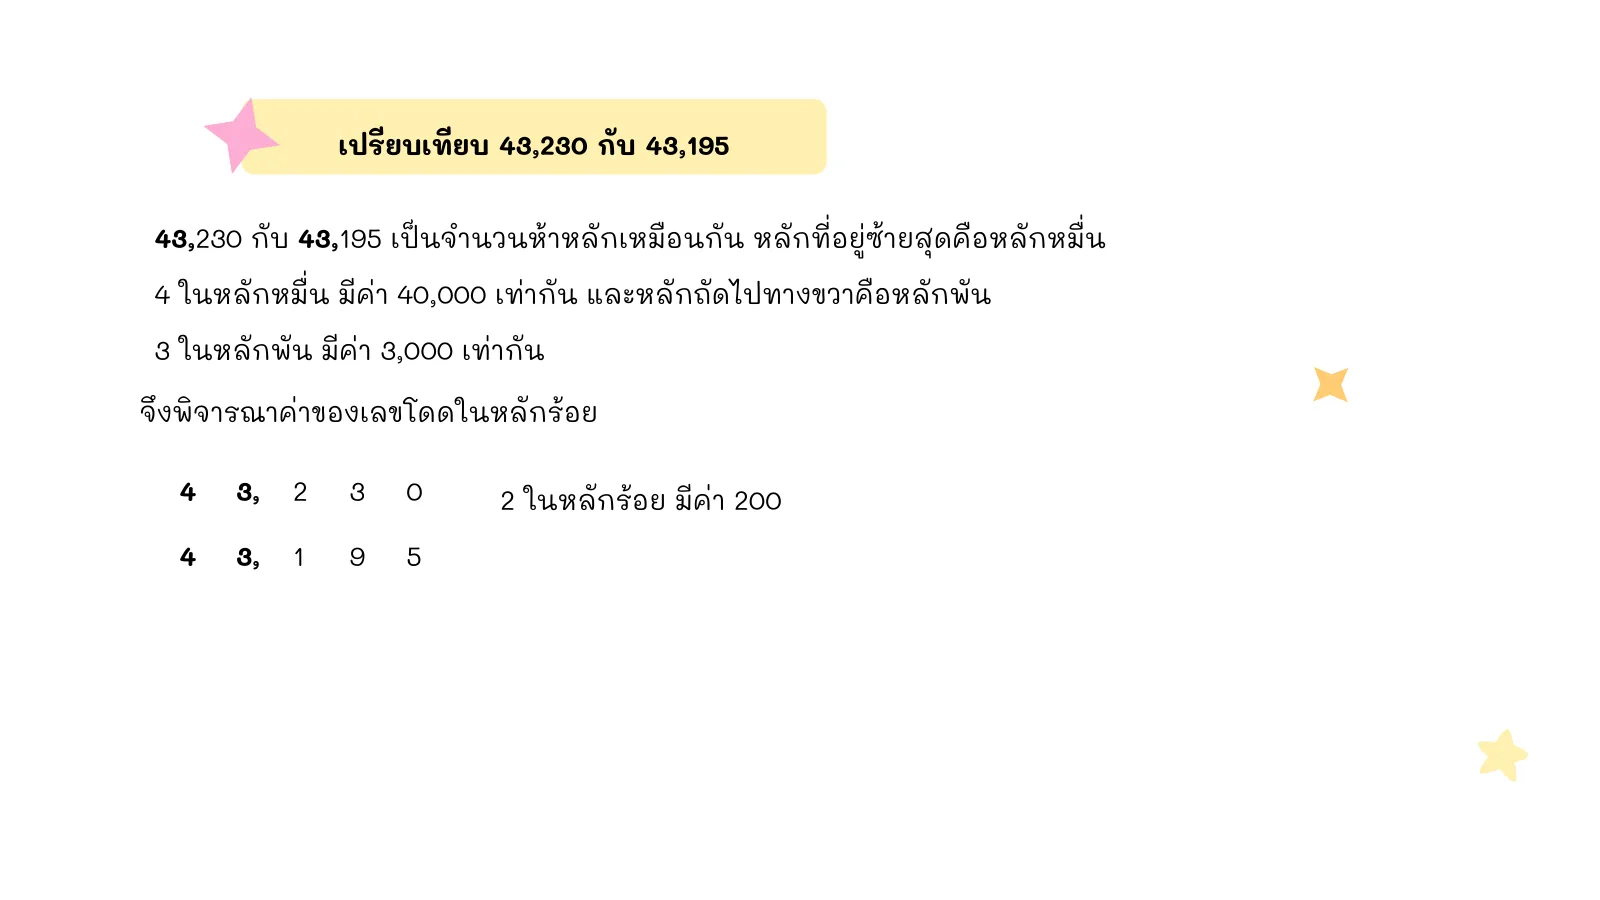 เปรียบเทียบ 43,230 กับ 43,195
43,230 กับ 43,195 เป็นจำนวนห้าหลักเหมือนกัน หลักที่อยู่ซ้ายสุดคือหลักหมื่น
4 ในหลักหมื่น มีค่า 40,000 เท่ากัน และหลักถัดไปทางขวาคือหลักพัน
3 ในหลักพัน มีค่า 3,000 เท่ากัน
จึงพิจารณาค่าของเลขโดดในหลักร้อย
4 3, 2 3 0 2 ในหลักร้อย มีค่า 200
4 3, 1 9 5